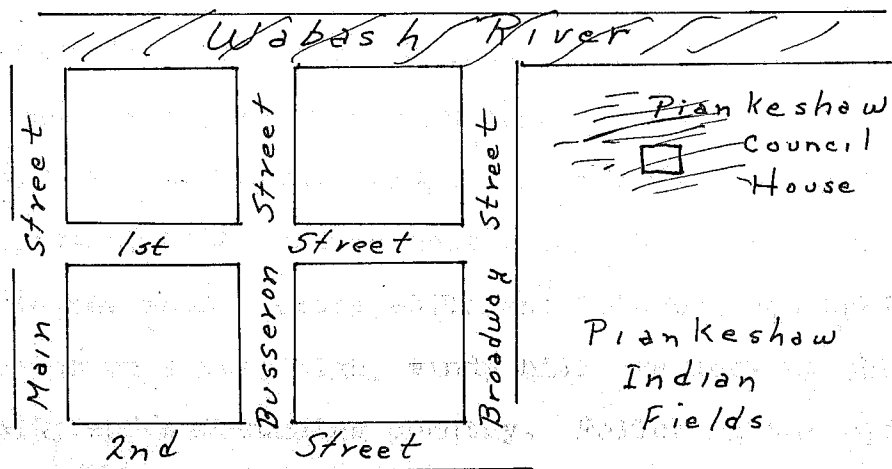 Wabash River
Piankeshaw
Council
House
Main Street
Busseron Street
Broadway Street
1st Street
Piankeshaw
Indian
Fields
2nd Street